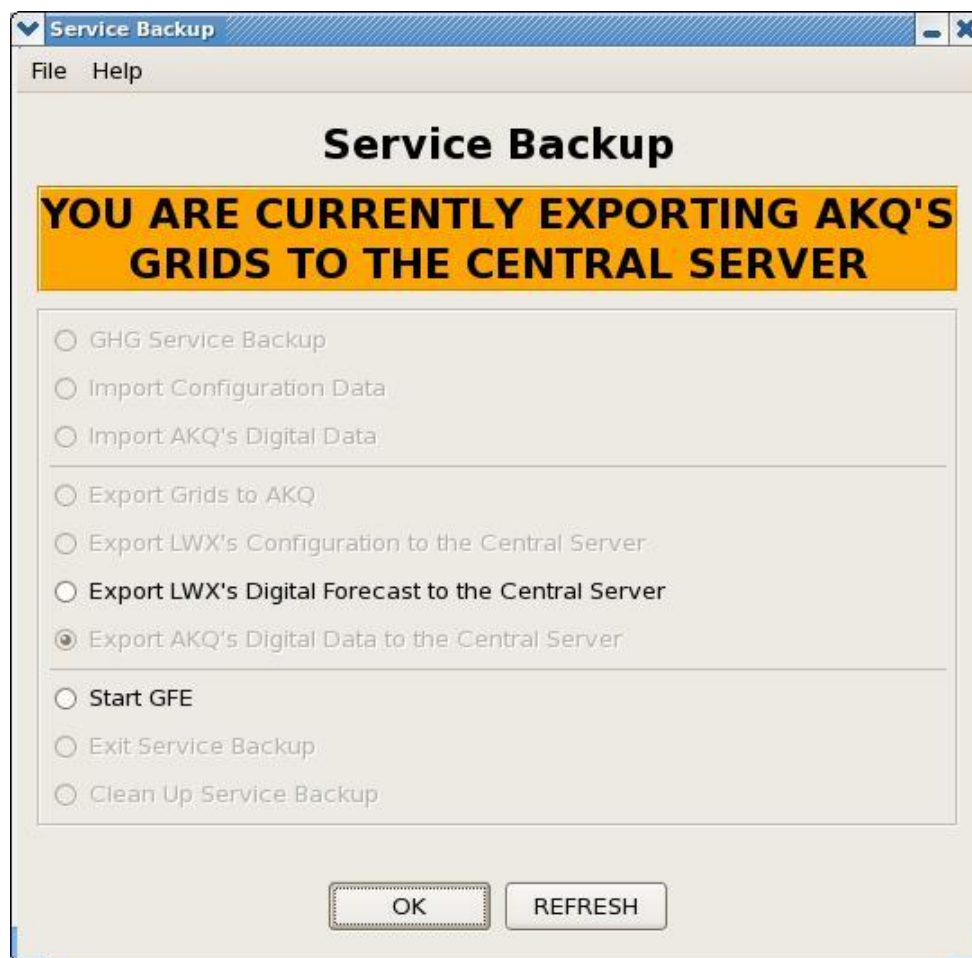 Service Backup
File Help
Service Backup
YOU ARE CURRENTLY EXPORTING AKQ'S
GRIDS TO THE CENTRAL SERVER
GHG Service Backup
Import Configuration Data
Import AKQ's Digital Data
Export Grids to AKQ
Export LWX's Configuration to the Central Server
Export LWX's Digital Forecast to the Central Server
Export AKQ's Digital Data to the Central Server
Start GFE
Exit Service Backup
Clean Up Service Backup
OK REFRESH